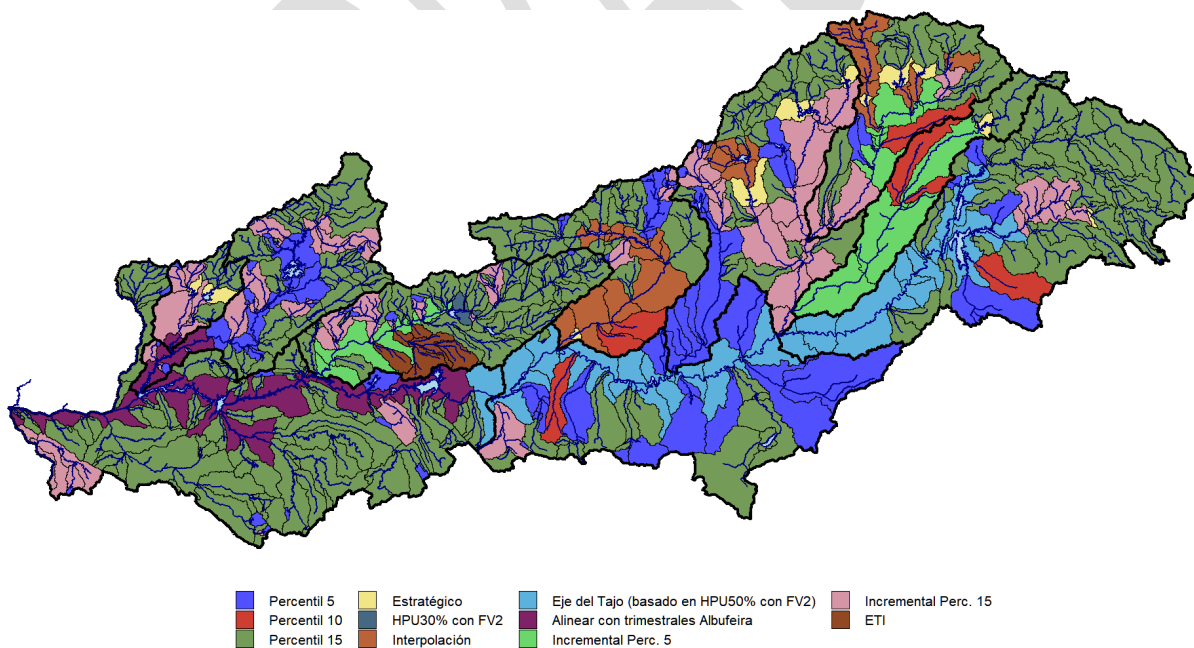 Percentil 5
Percentil 10
Percentil 15
Estratégico
HPU30% con FV2
Interpolación
Eje del Tajo (basado en HPU50% con FV2)
Alinear con trimestrales Albufeira
Incremental Perc. 5
Incremental Perc. 15
ETI